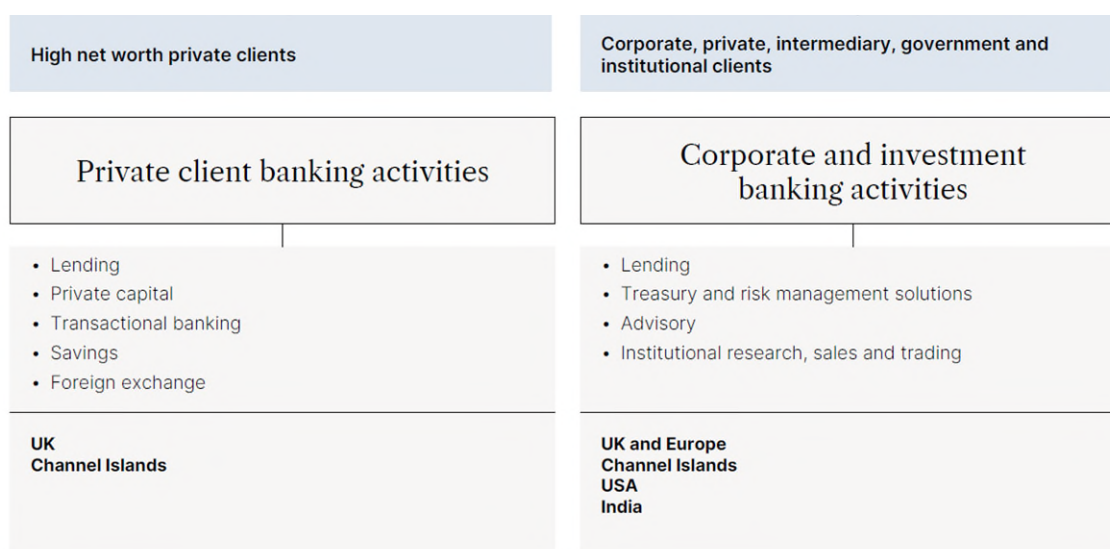 High net worth private clients
Private client banking activities
• Lending
• Private capital
• Transactional banking
• Savings
• Foreign exchange
UK
Channel Islands
Corporate, private, intermediary, government and
institutional clients
Corporate and investment
banking activities
• Lending
• Treasury and risk management solutions
• Advisory
• Institutional research, sales and trading
UK and Europe
Channel Islands
USA
India